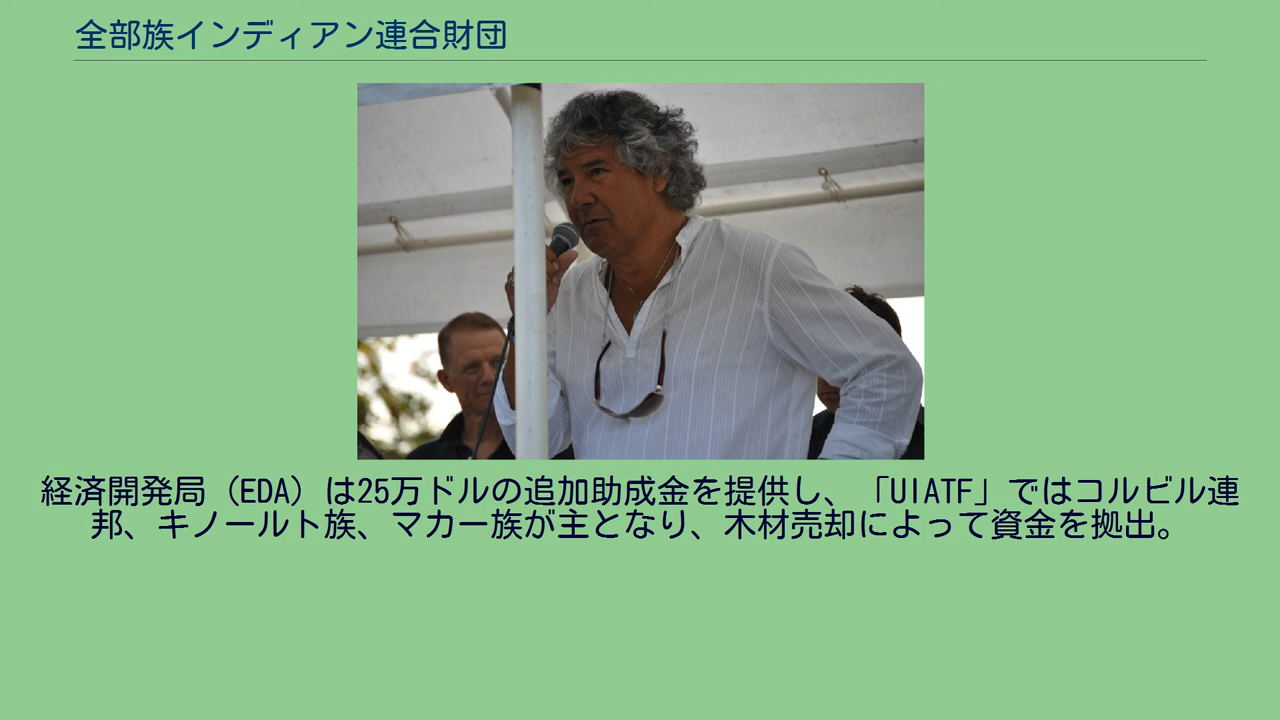 全部族インディアン連合財団
経済開発局（EDA）は25万ドルの追加助成金を提供し、「UIATF」ではコルビル連
邦、キノールト族、マカー族が主となり、木材売却によって資金を拠出。